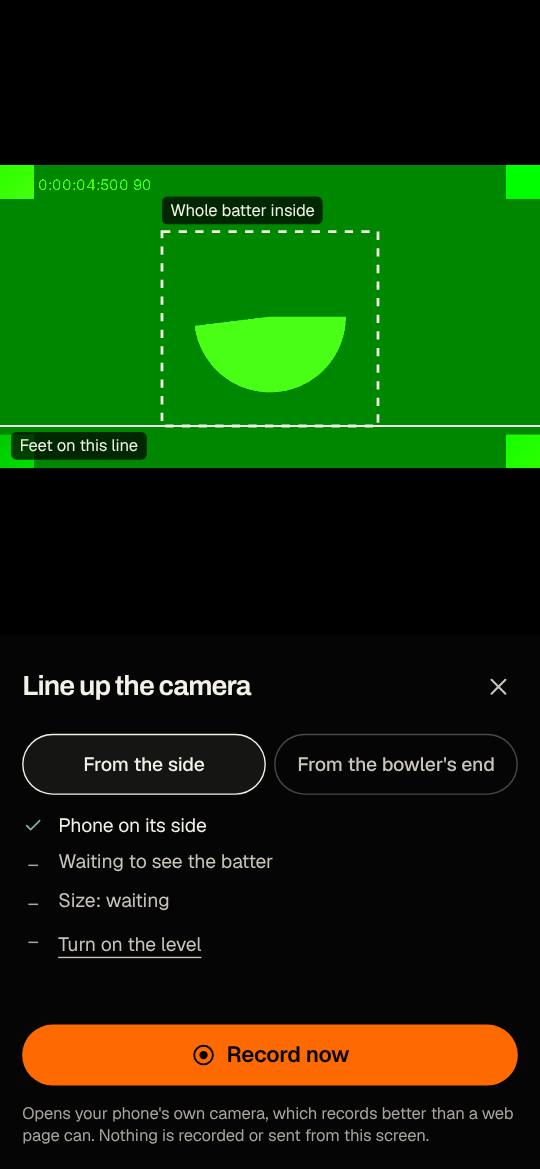 0:00:04:500 90
Whole batter inside
Feet on this line
Line up the camera
From the side
From the bowler's end
Phone on its side
Waiting to see the batter
Size: waiting
Turn on the level
Record now
Opens your phone's own camera, which records better than a web
page can. Nothing is recorded or sent from this screen.